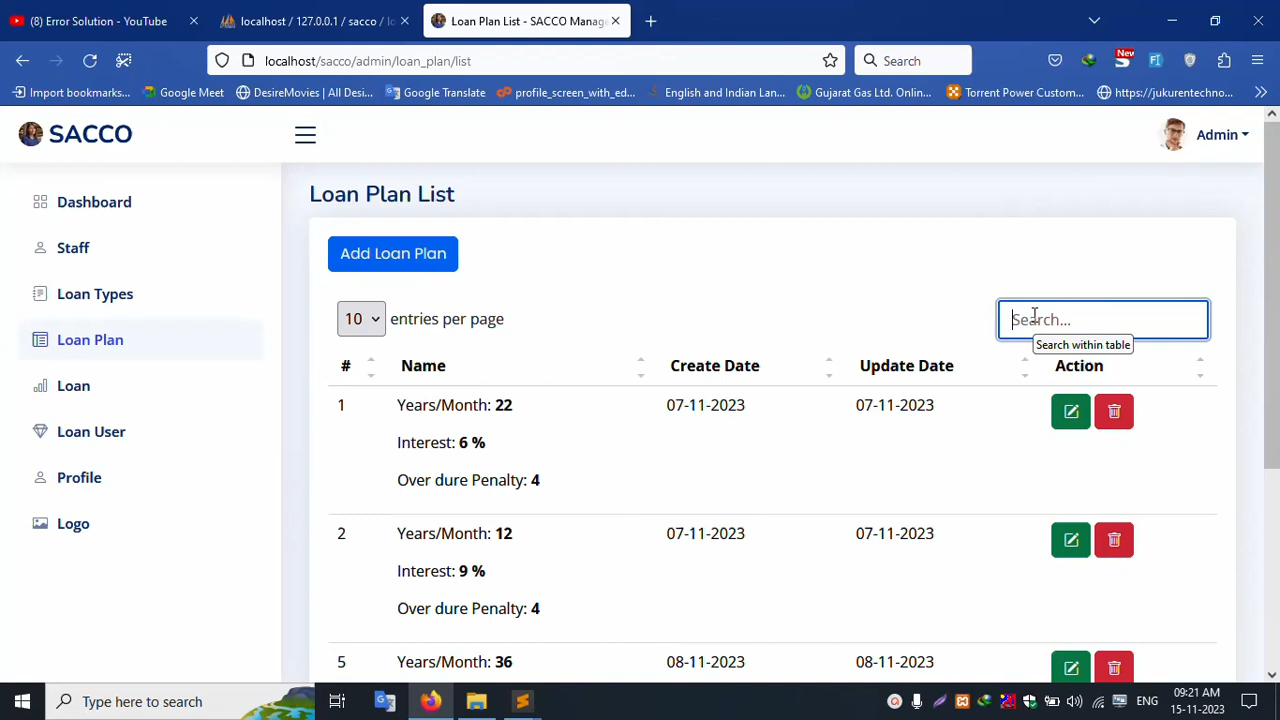 (8) Error Solution - YouTube
localhost / 127.0.0.1 / sacco / lo
Loan Plan List - SACCO Manage
localhost/sacco/admin/loan_plan/list
Search
New
Import bookmarks...
Google Meet
DesireMovies | All Desi...
Google Translate
profile_screen_with_ed...
English and Indian Lan...
Gujarat Gas Ltd. Onlin...
Torrent Power Custom...
https://jukurentechno...
SACCO
Admin
Dashboard
Staff
Loan Types
Loan Plan
Loan
Loan User
Profile
Logo
Loan Plan List
Add Loan Plan
10 entries per page
Search...
Search within table
# Name Create Date Update Date Action
1 Years/Month: 22 07-11-2023 07-11-2023
Interest: 6 %
Over dure Penalty: 4
2 Years/Month: 12 07-11-2023 07-11-2023
Interest: 9 %
Over dure Penalty: 4
5 Years/Month: 36 08-11-2023 08-11-2023
Type here to search
ENG
09:21 AM
15-11-2023